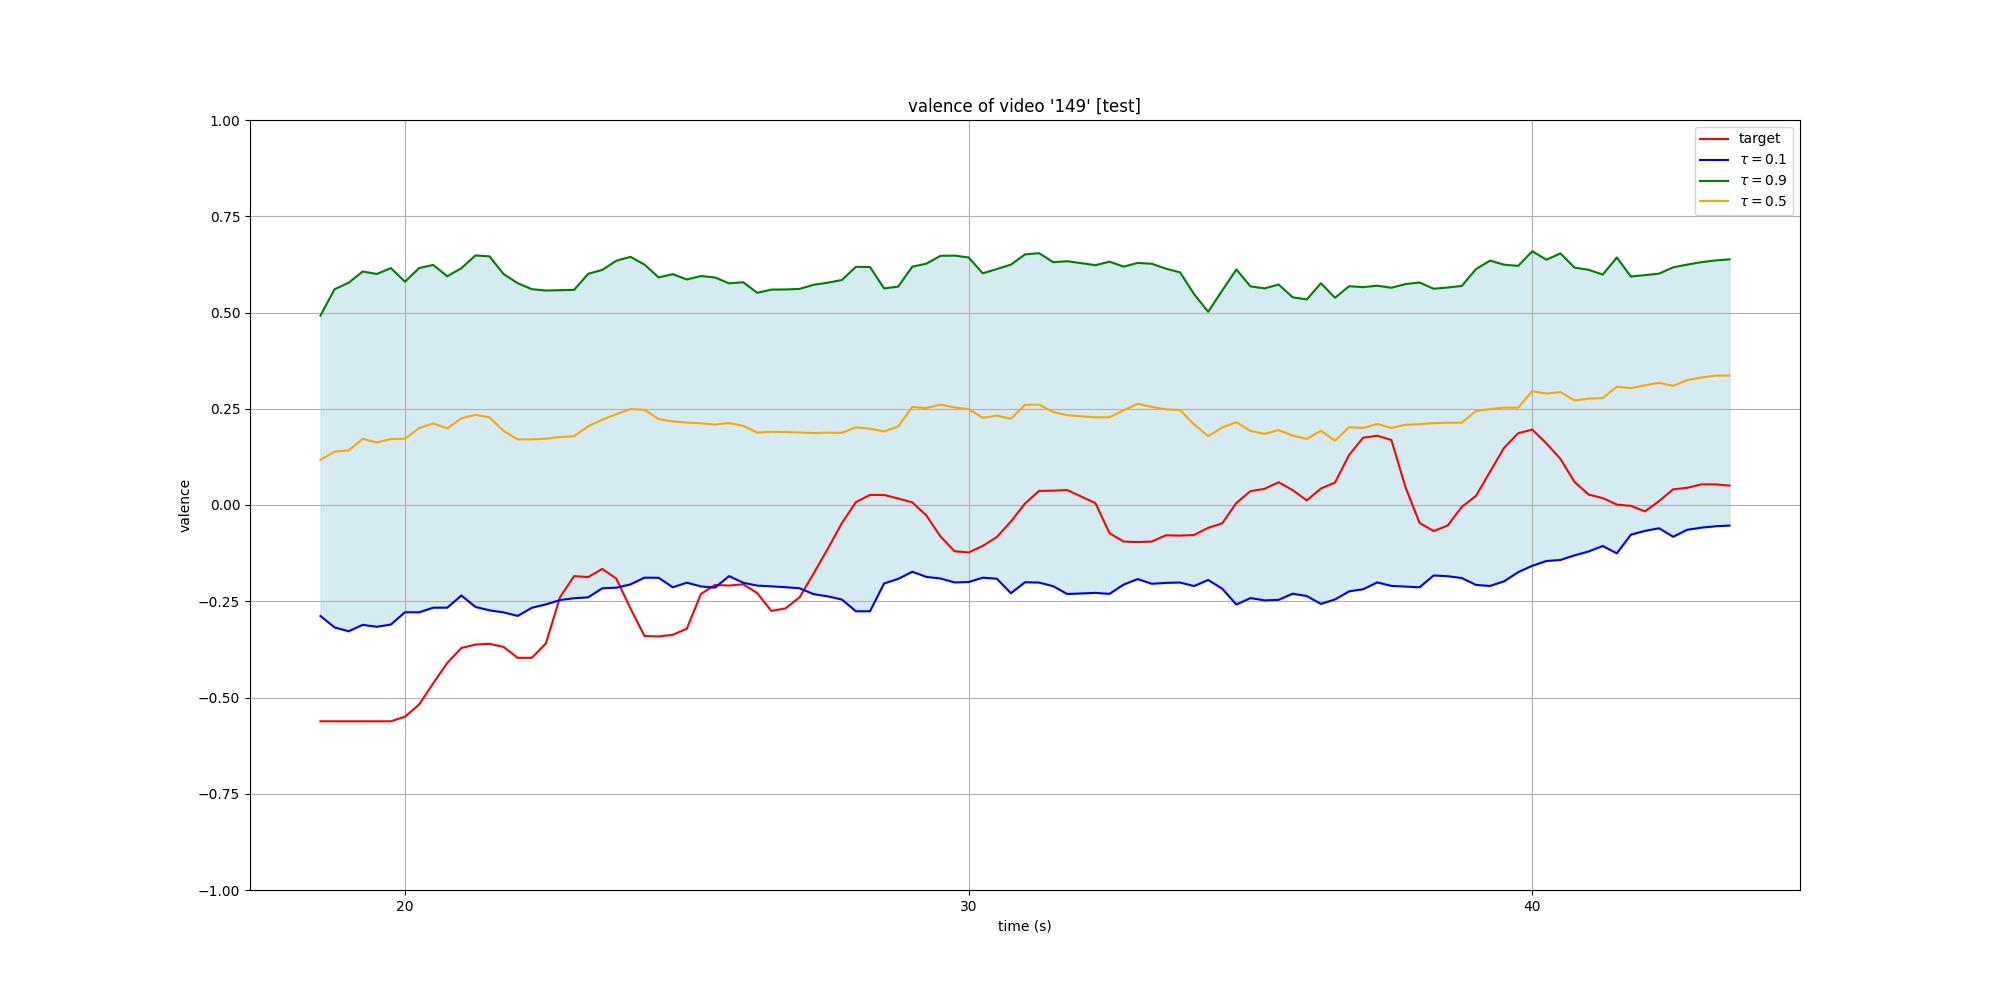 valence of video '149' [test]
1.00
0.75
0.50
0.25
0.00
−0.25
−0.50
−0.75
−1.00
valence
20
30
40
time (s)
target
τ = 0.1
τ = 0.9
τ = 0.5